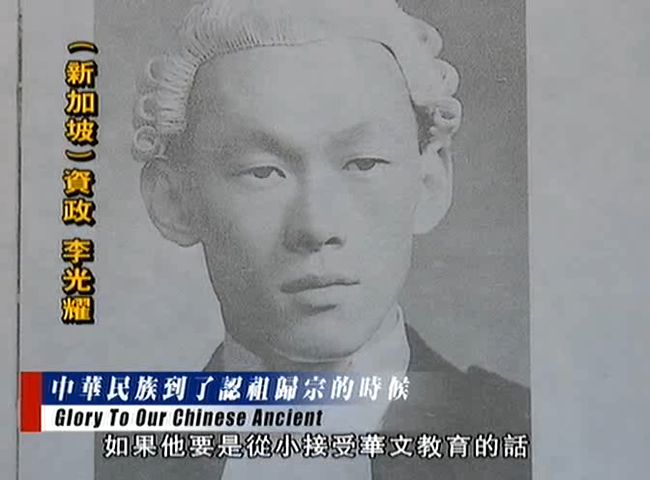 (新加坡)資政 李光耀
中華民族到了認祖歸宗的時候
Glory To Our Chinese Ancient
如果他要是從小接受華文教育的話